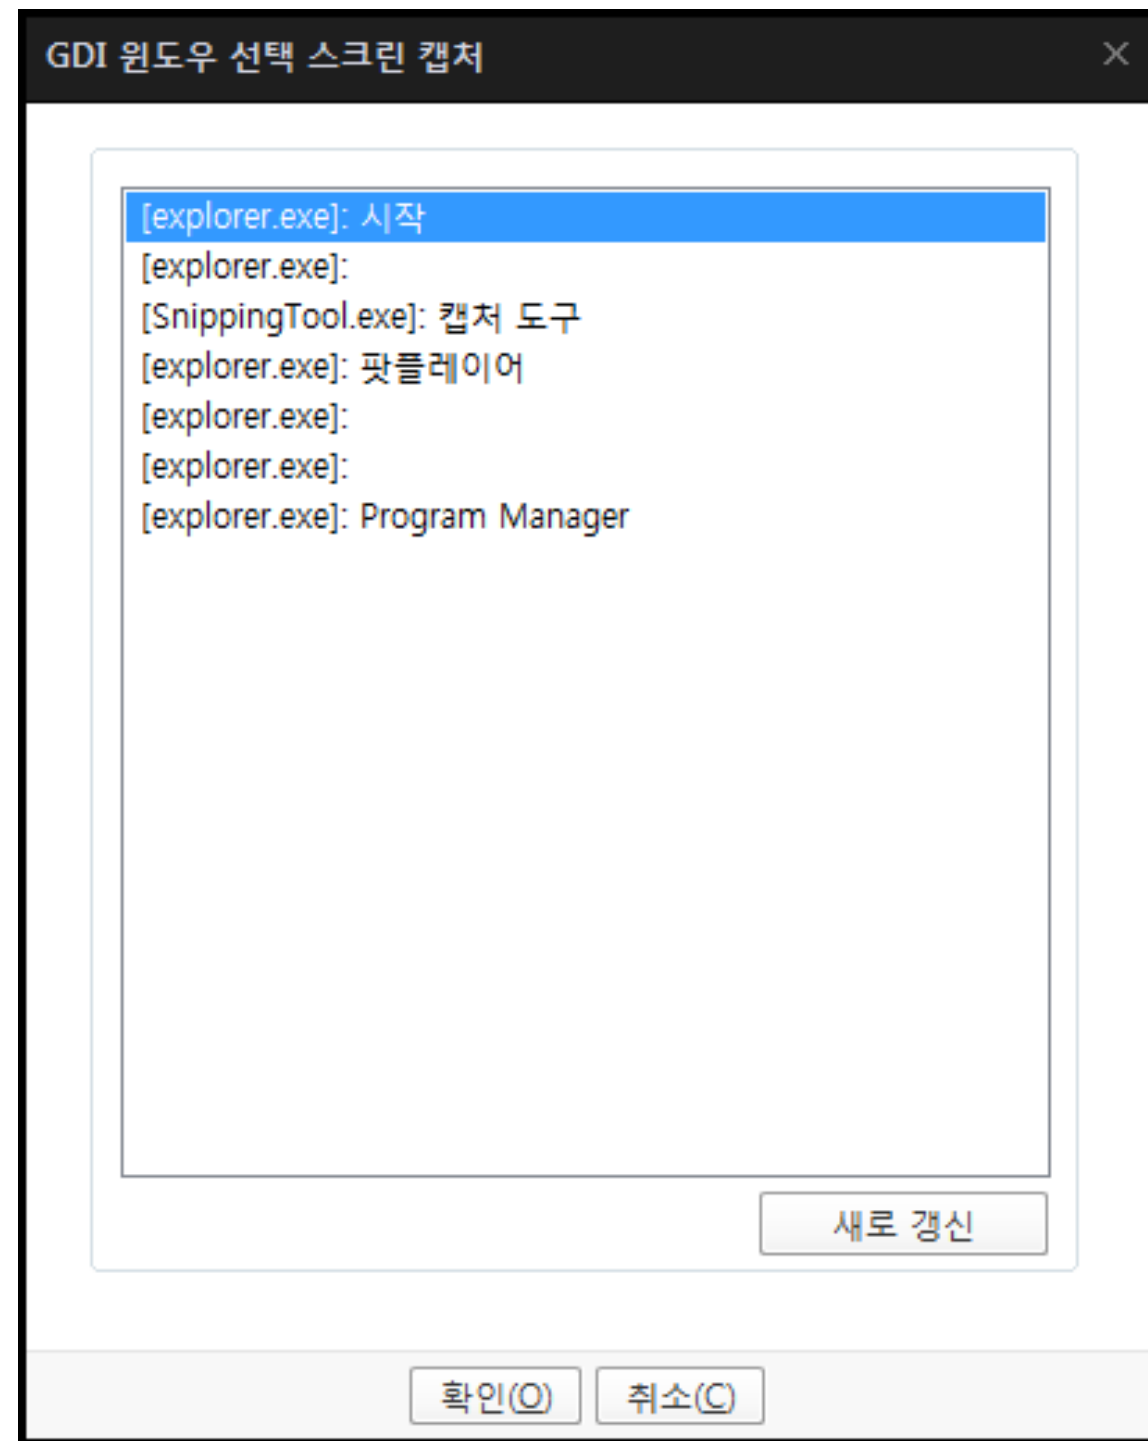 GDI 윈도우 선택 스크린 캡처
[explorer.exe]: 시작
[explorer.exe]:
[SnippingTool.exe]: 캡처 도구
[explorer.exe]: 팟플레이어
[explorer.exe]:
[explorer.exe]:
[explorer.exe]: Program Manager
새로 갱신
확인(O) 취소(C)